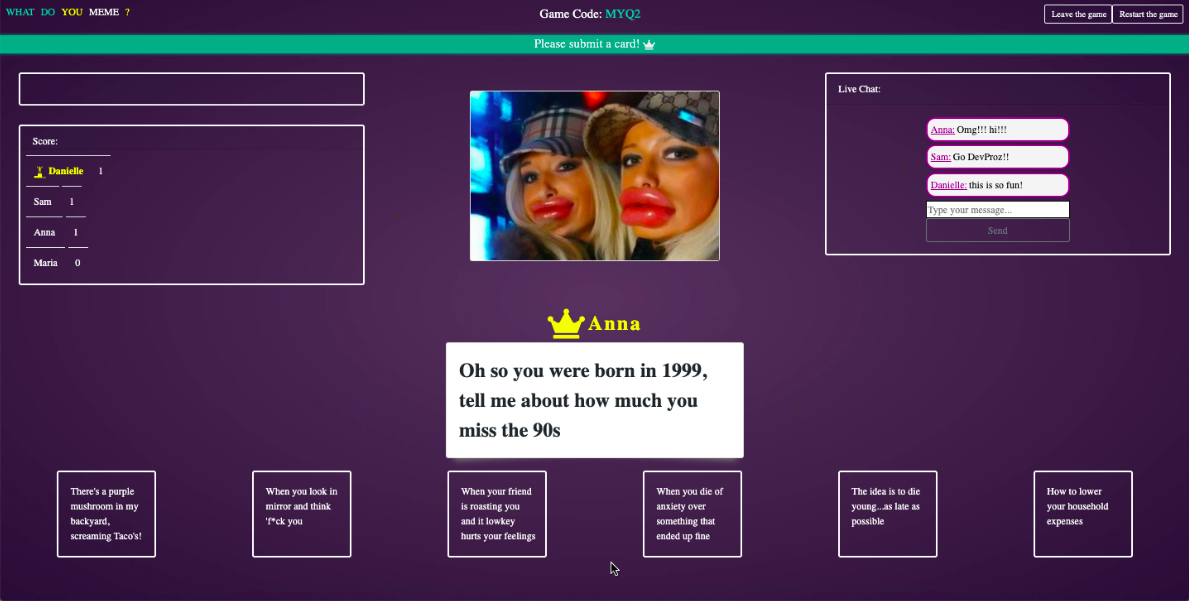 WHAT DO YOU MEME ?
Game Code: MYQ2
Leave the game
Restart the game
Please submit a card!
Score:
Danielle 1
Sam 1
Anna 1
Maria 0
Live Chat:
Anna: Omg!!! hi!!!
Sam: Go DevProz!!
Danielle: this is so fun!
Type your message...
Send
Anna
Oh so you were born in 1999,
tell me about how much you
miss the 90s
There's a purple
mushroom in my
backyard,
screaming Taco's!
When you look in
mirror and think
'f*ck you
When your friend
is roasting you
and it lowkey
hurts your feelings
When you die of
anxiety over
something that
ended up fine
The idea is to die
young...as late as
possible
How to lower
your household
expenses